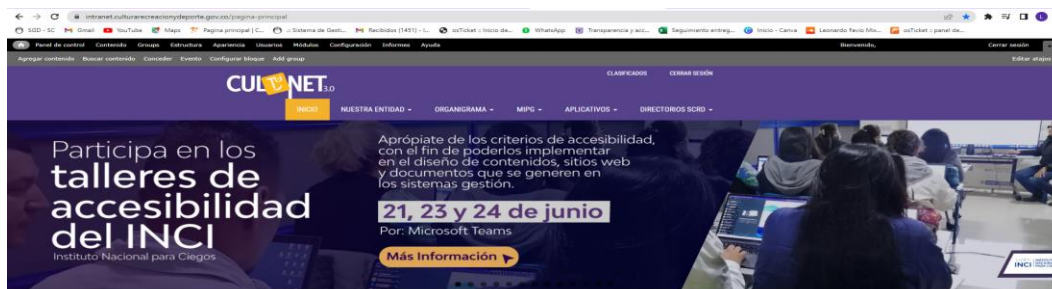 intranet.culturarecreacionydeporte.gov.co/pagina-principal
SGD - SC Gmail YouTube Maps Pagina principal | C... .: Sistema de Gesti... Recibidos (1451) - l... osTicket :: Inicio de... WhatsApp Transparencia y acc... Seguimiento entreg... Inicio - Canva Leonardo Favio Mis... osTicket :: panel de...
Panel de control Contenido Groups Estructura Apariencia Usuarios Módulos Configuración Informes Ayuda Bienvenido, Cerrar sesión
Agregar contenido Buscar contenido Conceder Evento Configurar bloque Add group Editar atajos
CLASIFICADOS CERRAR SESIÓN
CULTUNET 3.0
INICIO NUESTRA ENTIDAD ORGANIGRAMA MIPG APLICATIVOS DIRECTORIOS SCRD
Participa en los
talleres de
accesibilidad
del INCI
Instituto Nacional para Ciegos
Aprópiate de los criterios de accesibilidad,
con el fin de poderlos implementar
en el diseño de contenidos, sitios web
y documentos que se generen en
los sistemas gestión.
21, 23 y 24 de junio
Por: Microsoft Teams
Más Información
INCI